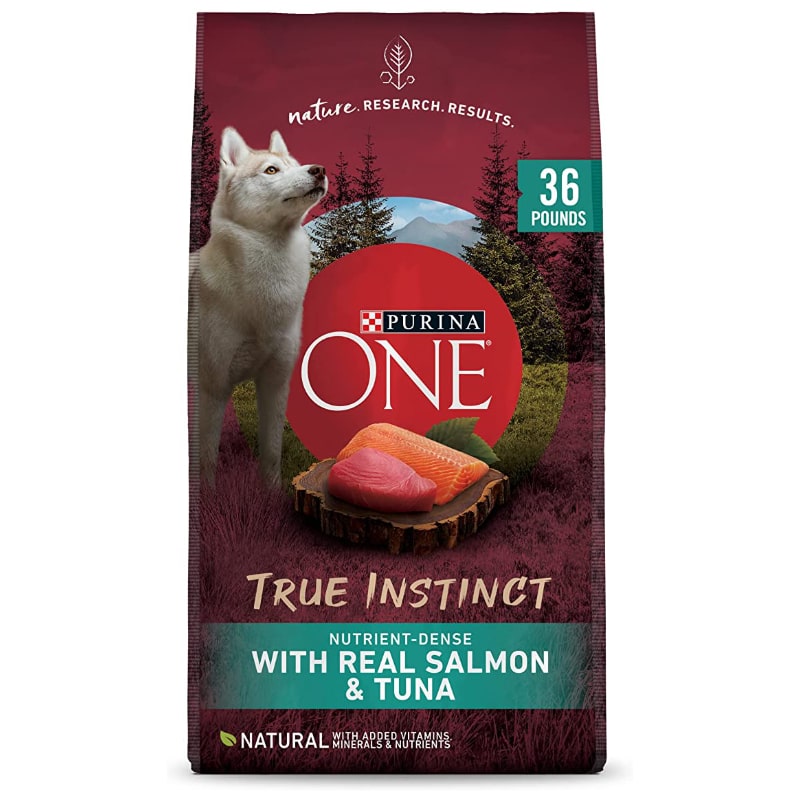 nature. RESEARCH. RESULTS.
36
POUNDS
PURINA
ONE®
TRUE INSTINCT
NUTRIENT-DENSE
WITH REAL SALMON
& TUNA
NATURAL WITH ADDED VITAMINS,
MINERALS & NUTRIENTS